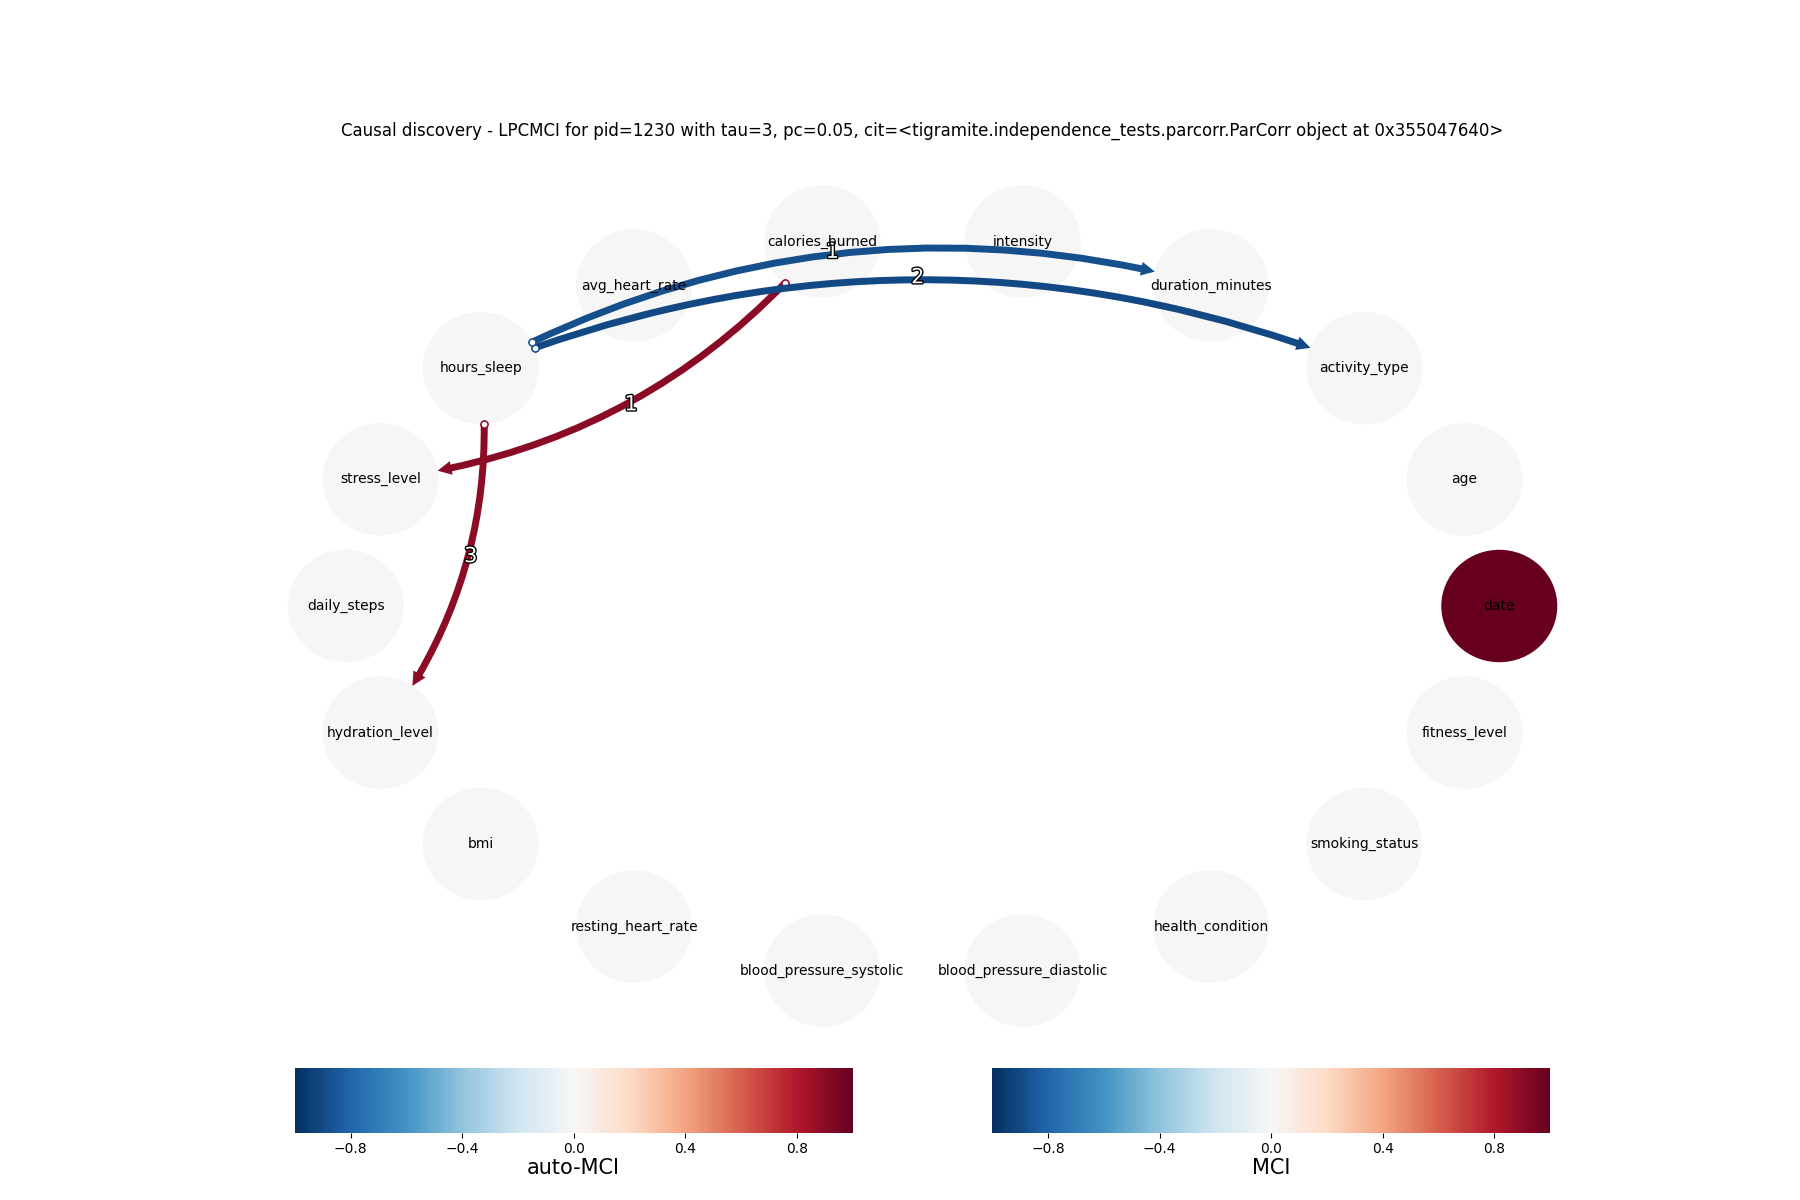 Causal discovery - LPCMCI for pid=1230 with tau=3, pc=0.05, cit=<tigramite.independence_tests.parcorr.ParCorr object at 0x355047640>
calories_burned
intensity
1
2
avg_heart_rate
duration_minutes
hours_sleep
activity_type
1
stress_level
age
3
daily_steps
date
hydration_level
fitness_level
bmi
smoking_status
resting_heart_rate
health_condition
blood_pressure_systolic
blood_pressure_diastolic
−0.8 −0.4 0.0 0.4 0.8
auto-MCI
−0.8 −0.4 0.0 0.4 0.8
MCI